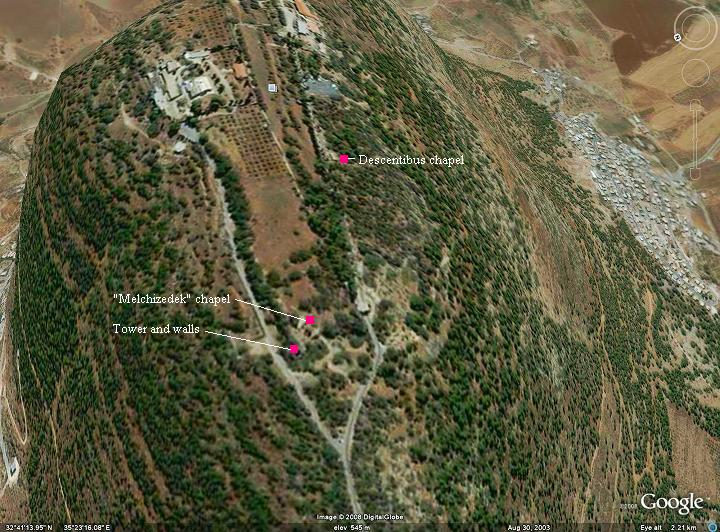 Descentibus chapel
"Melchizedek" chapel
Tower and walls
Image © 2008 DigitalGlobe
©2008 Google
32°41'13.95" N 35°23'16.08" E elev 545 m Aug 30, 2003 Eye alt 2.21 km